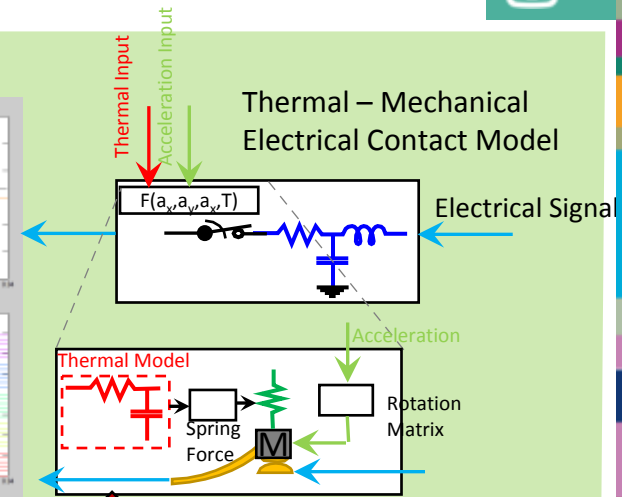 Thermal Input
Acceleration Input
Thermal – Mechanical
Electrical Contact Model
F(ax,ay,ax,T)
Electrical Signal
Acceleration
Thermal Model
Spring
Force
M
Rotation
Matrix